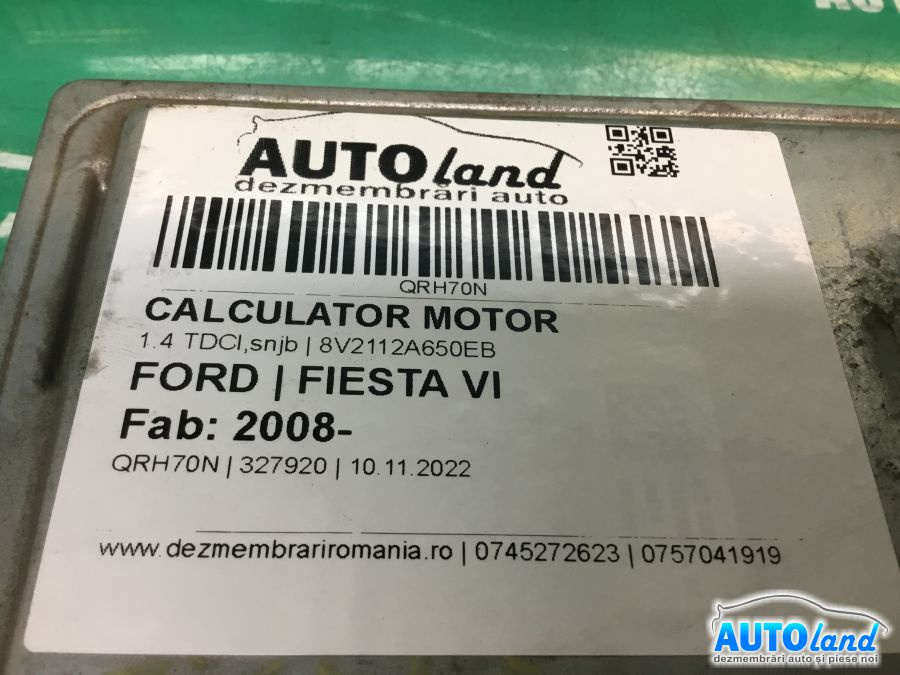 AUTOland
dezmembrări auto
QRH70N
CALCULATOR MOTOR
1.4 TDCI,snjb | 8V2112A650EB
FORD | FIESTA VI
Fab: 2008-
QRH70N | 327920 | 10.11.2022
www.dezmembrariromania.ro | 0745272623 | 0757041919
AUTOland
dezmembrări auto și piese noi